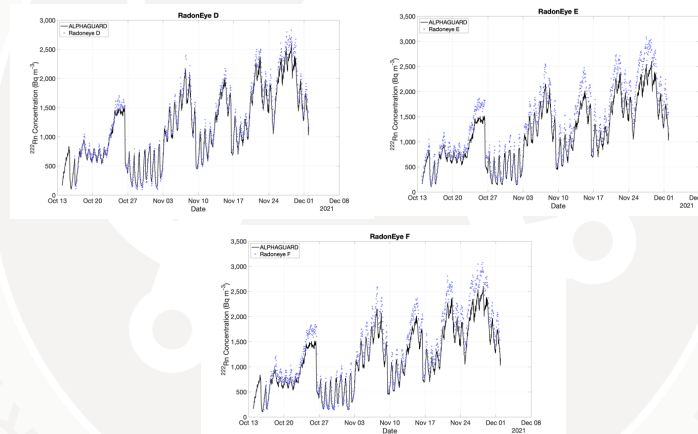 RadonEye D
ALPHAGUARD
Radoneye D
3,000
2,500
2,000
1,500
1,000
500
0
222Rn Concentration (Bq m-3)
Oct 13 Oct 20 Oct 27 Nov 03 Nov 10 Nov 17 Nov 24 Dec 01 Dec 08
Date
2021
RadonEye E
ALPHAGUARD
Radoneye E
3,500
3,000
2,500
2,000
1,500
1,000
500
0
222Rn Concentration (Bq m-3)
Oct 13 Oct 20 Oct 27 Nov 03 Nov 10 Nov 17 Nov 24 Dec 01
Date
2021
RadonEye F
ALPHAGUARD
Radoneye F
3,500
3,000
2,500
2,000
1,500
1,000
500
0
222Rn Concentration (Bq m-3)
Oct 13 Oct 20 Oct 27 Nov 03 Nov 10 Nov 17 Nov 24 Dec 01 Dec 08
Date
2021